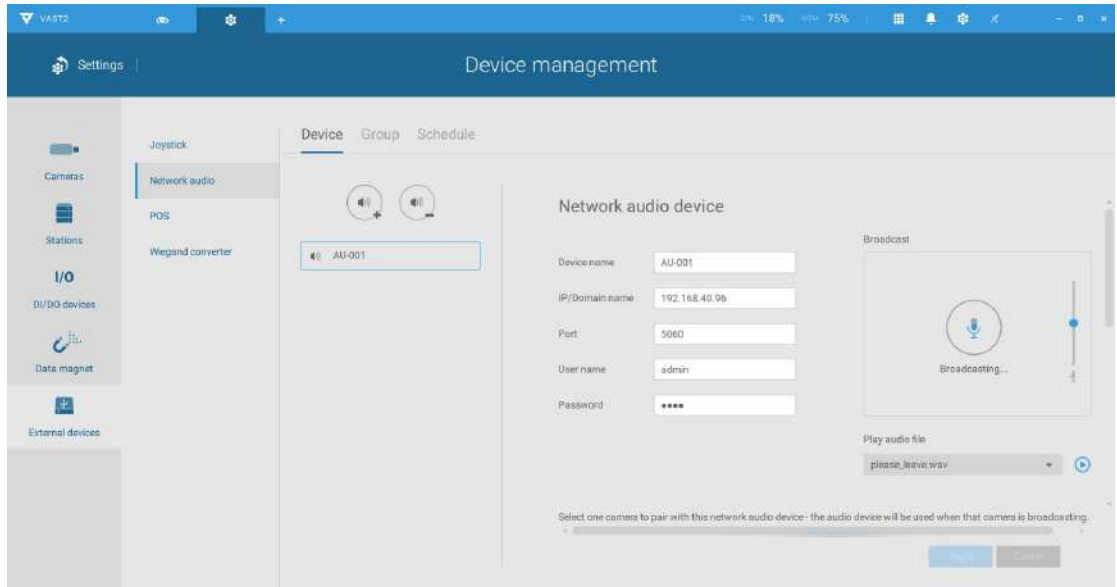 VAST2
18%
75%
Settings
Device management
Cameras
Stations
I/O
DI/DO devices
Data magnet
External devices
Joystick
Network audio
POS
Wiegand converter
Device Group Schedule
AU-001
Network audio device
Device name AU-001
IP/Domain name 192.168.40.96
Port 5060
User name admin
Password ••••
Broadcast
Broadcasting...
Play audio file
please_leave.wav
Select one camera to pair with this network audio device - the audio device will be used when that camera is broadcasting.
Cancel